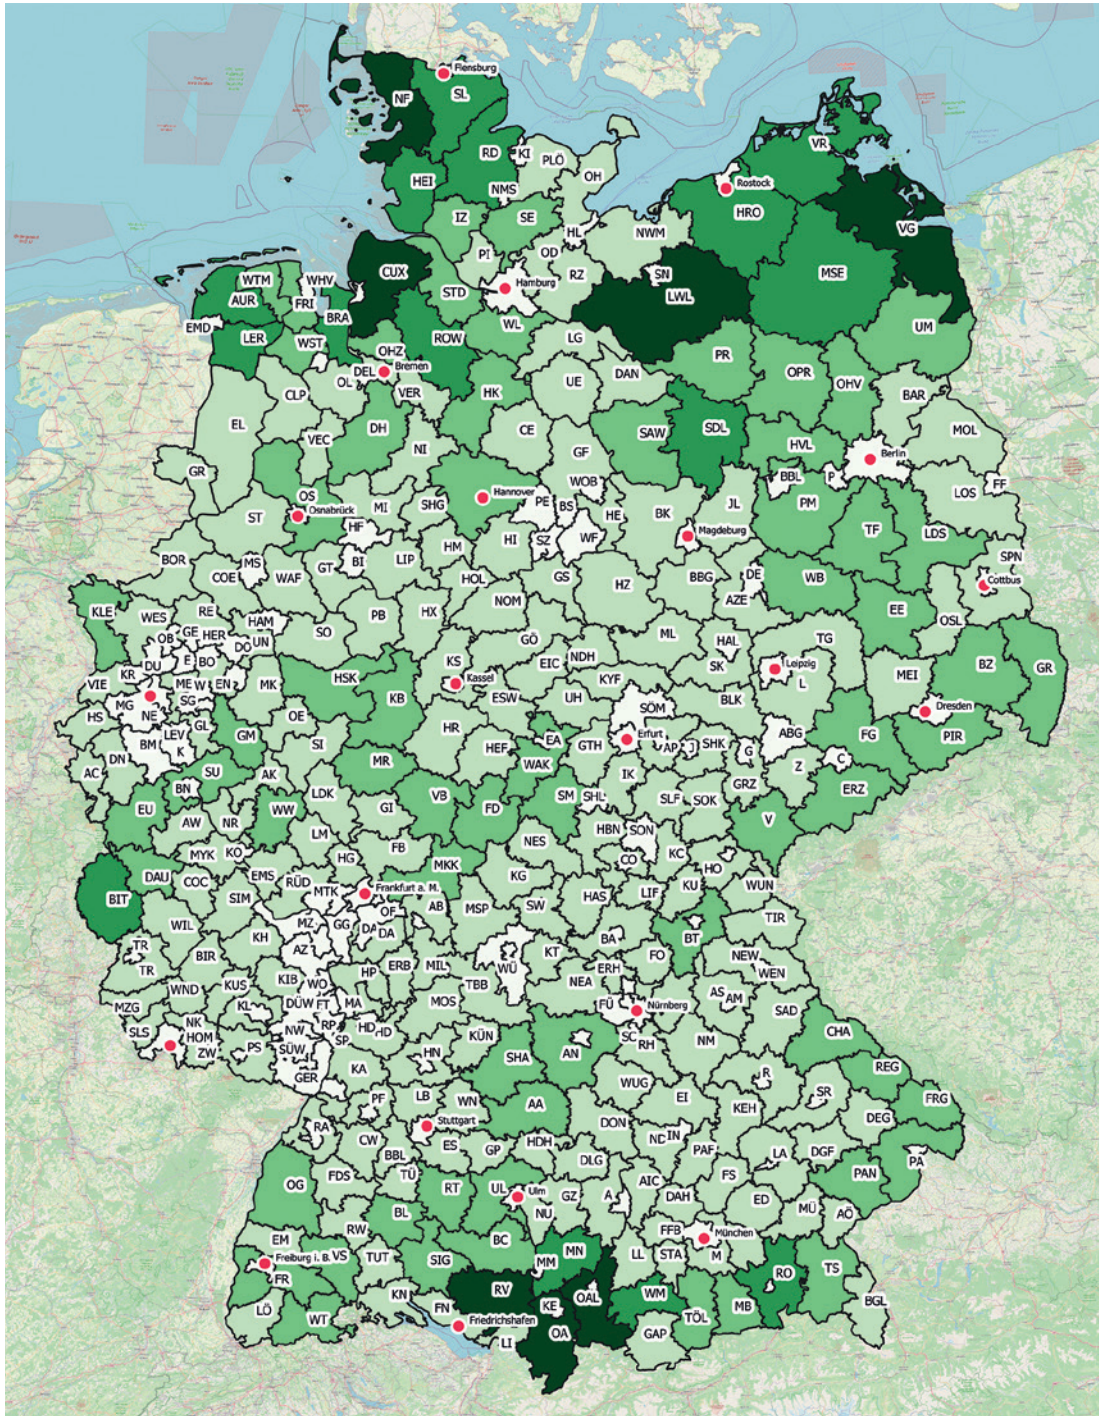 Flensburg
NF
SL
RD
KI
PLÖ
OH
HEI
NMS
VR
Rostock
HRO
IZ
SE
HL
NWM
VG
PI
OD
CUX
SN
MSE
WTM
WHV
Hamburg
RZ
LWL
AUR
FRI
STD
BRA
EMD
WL
UM
LER
WST
ROW
LG
OHZ
PR
DEL
Bremen
OL
DAN
OPR
OHV
VER
UE
CLP
HK
BAR
EL
DH
CE
SAW
SDL
MOL
VEC
NI
HVL
Berlin
GF
GR
WOB
BBL
P
FF
OS
Hannover
PE
LOS
Osnabrück
MI
SHG
BS
HE
BK
JL
PM
ST
HF
HI
SZ
WF
Magdeburg
TF
LDS
BOR
MS
BI
LIP
HM
SPN
COE
WAF
GT
HOL
GS
HZ
BBG
DE
WB
Cottbus
KLE
WES
RE
HAM
PB
HX
NOM
AZE
EE
OSL
OB
GE
HER
UN
SO
GÖ
ML
HAL
TG
DU
E
BO
DO
KS
EIC
NDH
SK
Leipzig
BZ
GR
KR
VIE
ME
W
EN
HSK
Kassel
KYF
L
MEI
MG
SG
MK
KB
ESW
UH
BLK
HS
NE
GL
OE
SÖM
Dresden
LEV
GM
HR
ABG
FG
PIR
BM
K
SI
HEF
EA
GTH
Erfurt
AP
J
SHK
G
DN
SU
MR
WAK
Z
C
AC
BN
AK
IK
GRZ
ERZ
EU
WW
LDK
GI
VB
FD
SM
SHL
SLF
SOK
V
AW
NR
LM
FB
NES
HBN
SON
MYK
KO
HG
CO
KC
HO
DAU
COC
EMS
RÜD
MTK
MKK
Frankfurt a. M.
KG
KU
WUN
BIT
SIM
OF
AB
MSP
SW
HAS
LIF
WIL
MZ
GG
DA
DA
TIR
TR
KH
AZ
BA
BT
TR
BIR
HP
ERB
MIL
WÜ
KT
FO
NEW
WEN
WND
KUS
KIB
WO
TBB
NEA
ERH
AS
AM
MZG
KL
DÜW
FT
MA
MOS
FÜ
Nürnberg
SAD
SLS
NK
HOM
NW
RP
SP
HD
HD
KÜN
SC
RH
NM
CHA
ZW
PS
SÜW
HN
SHA
AN
REG
GER
KA
R
FRG
PF
LB
WN
AA
WUG
EI
KEH
SR
DEG
RA
Stuttgart
DON
ND
IN
CW
ES
GP
HDH
PAF
LA
DGF
PA
BBL
DLG
PAN
OG
FDS
TÜ
RT
UL
Ulm
GZ
A
AIC
FS
DAH
ED
MÜ
AÖ
BL
NU
RW
FFB
München
EM
BC
MN
LL
STA
M
Freiburg i. B.
VS
TUT
SIG
MM
RO
TS
FR
RV
OAL
WM
LÖ
WT
KN
FN
KE
MB
BGL
Friedrichshafen
OA
TÖL
LI
GAP